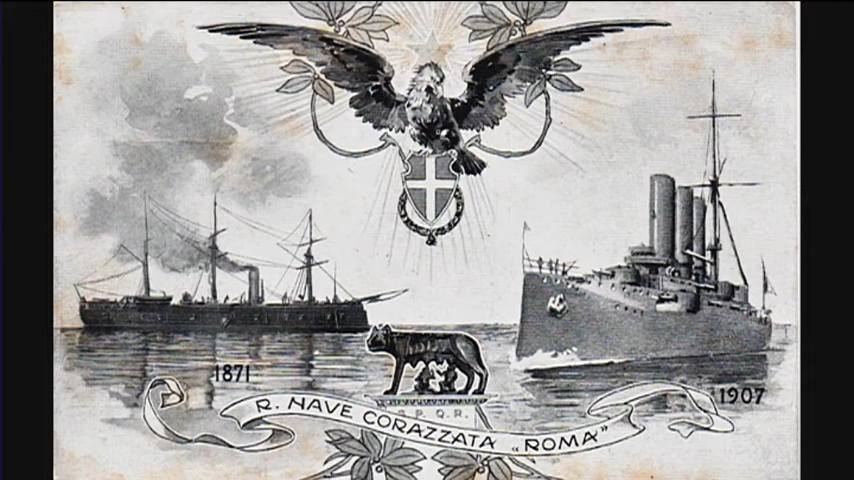 1871
1907
S. P. Q. R.
R. NAVE CORAZZATA „ROMA"